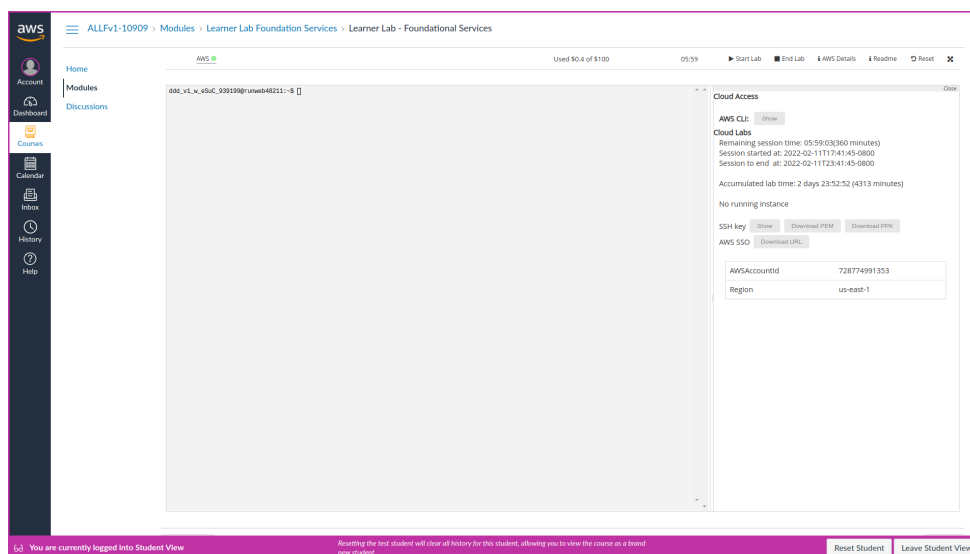 aws
ALLFv1-10909 › Modules › Learner Lab Foundation Services › Learner Lab - Foundational Services
Account
Dashboard
Courses
Calendar
Inbox
History
Help
Home
Modules
Discussions
AWS
Used $0.4 of $100
05:59
Start Lab
End Lab
AWS Details
Readme
Reset
ddd_v1_w_eSuC_939199@runweb48211:~$
Close
Cloud Access
AWS CLI: Show
Cloud Labs
Remaining session time: 05:59:03(360 minutes)
Session started at: 2022-02-11T17:41:45-0800
Session to end at: 2022-02-11T23:41:45-0800
Accumulated lab time: 2 days 23:52:52 (4313 minutes)
No running instance
SSH key Show Download PEM Download PPK
AWS SSO Download URL
AWSAccountId 728774991353
Region us-east-1
You are currently logged into Student View
Resetting the test student will clear all history for this student, allowing you to view the course as a brand
new student.
Reset Student
Leave Student View